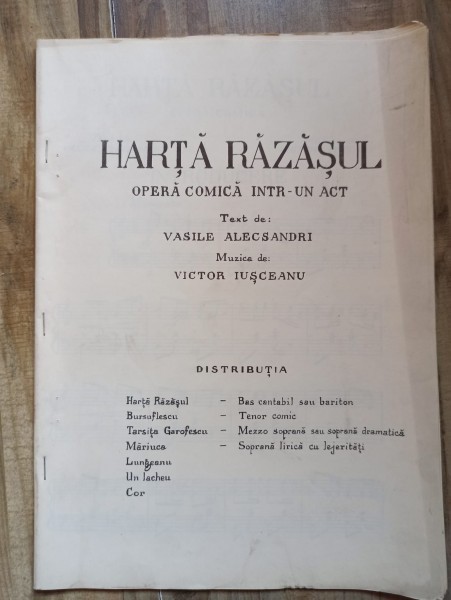 HARȚĂ RĂZĂȘUL
OPERĂ COMICĂ INTR-UN ACT
Text de:
VASILE ALECSANDRI
Muzica de:
VICTOR IUȘCEANU
DISTRIBUȚIA
Harță Răzășul – Bas cantabil sau bariton
Bursuflescu – Tenor comic
Tarsița Garofescu – Mezzo soprană sau soprană dramatică
Măriuca – Soprană lirică cu lejerități
Lunğeanu
Un lacheu
Cor